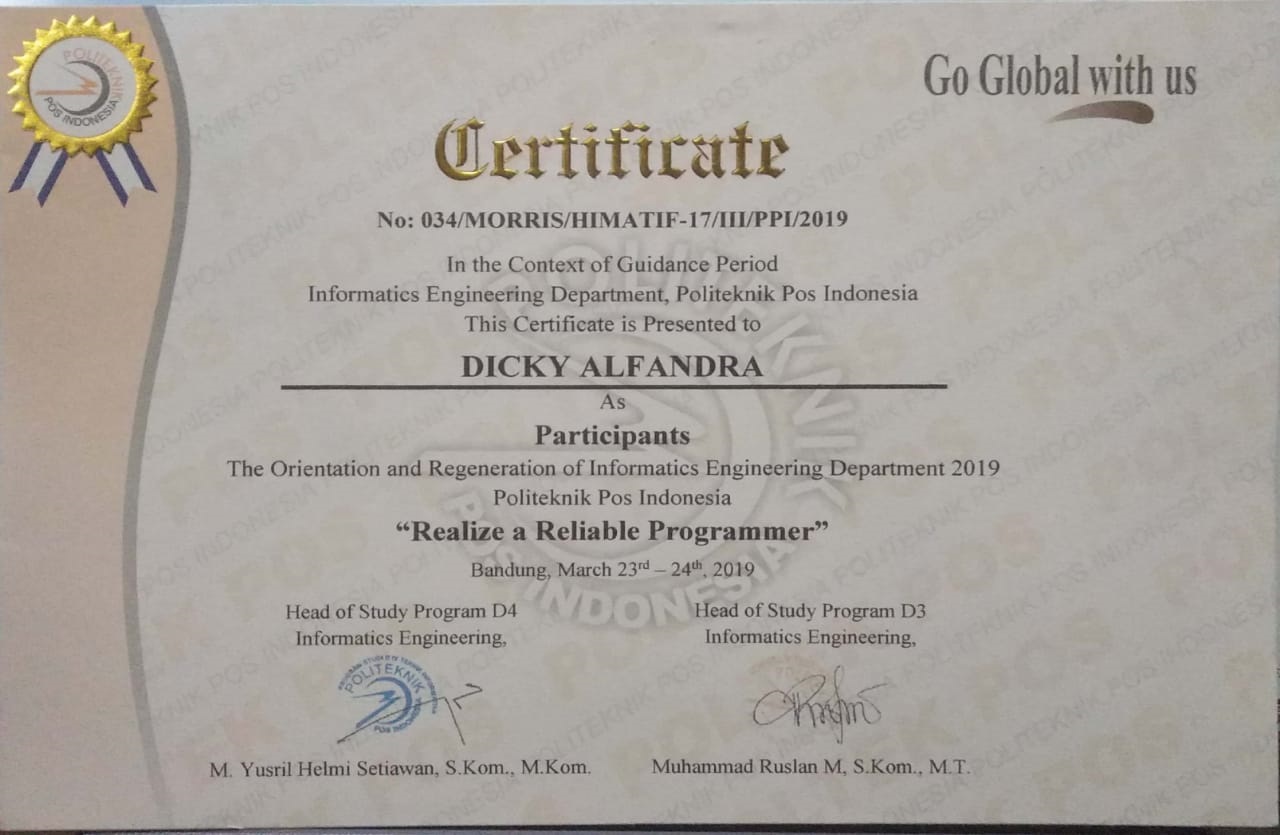 POLITEKNIK
POS INDONESIA
Go Global with us
Certificate
No: 034/MORRIS/HIMATIF-17/III/PPI/2019
In the Context of Guidance Period
Informatics Engineering Department, Politeknik Pos Indonesia
This Certificate is Presented to
DICKY ALFANDRA
As
Participants
The Orientation and Regeneration of Informatics Engineering Department 2019
Politeknik Pos Indonesia
“Realize a Reliable Programmer”
Bandung, March 23rd – 24th, 2019
Head of Study Program D4
Informatics Engineering,
Head of Study Program D3
Informatics Engineering,
POLITEKNIK
POS INDONESIA
M. Yusril Helmi Setiawan, S.Kom., M.Kom.
Muhammad Ruslan M, S.Kom., M.T.